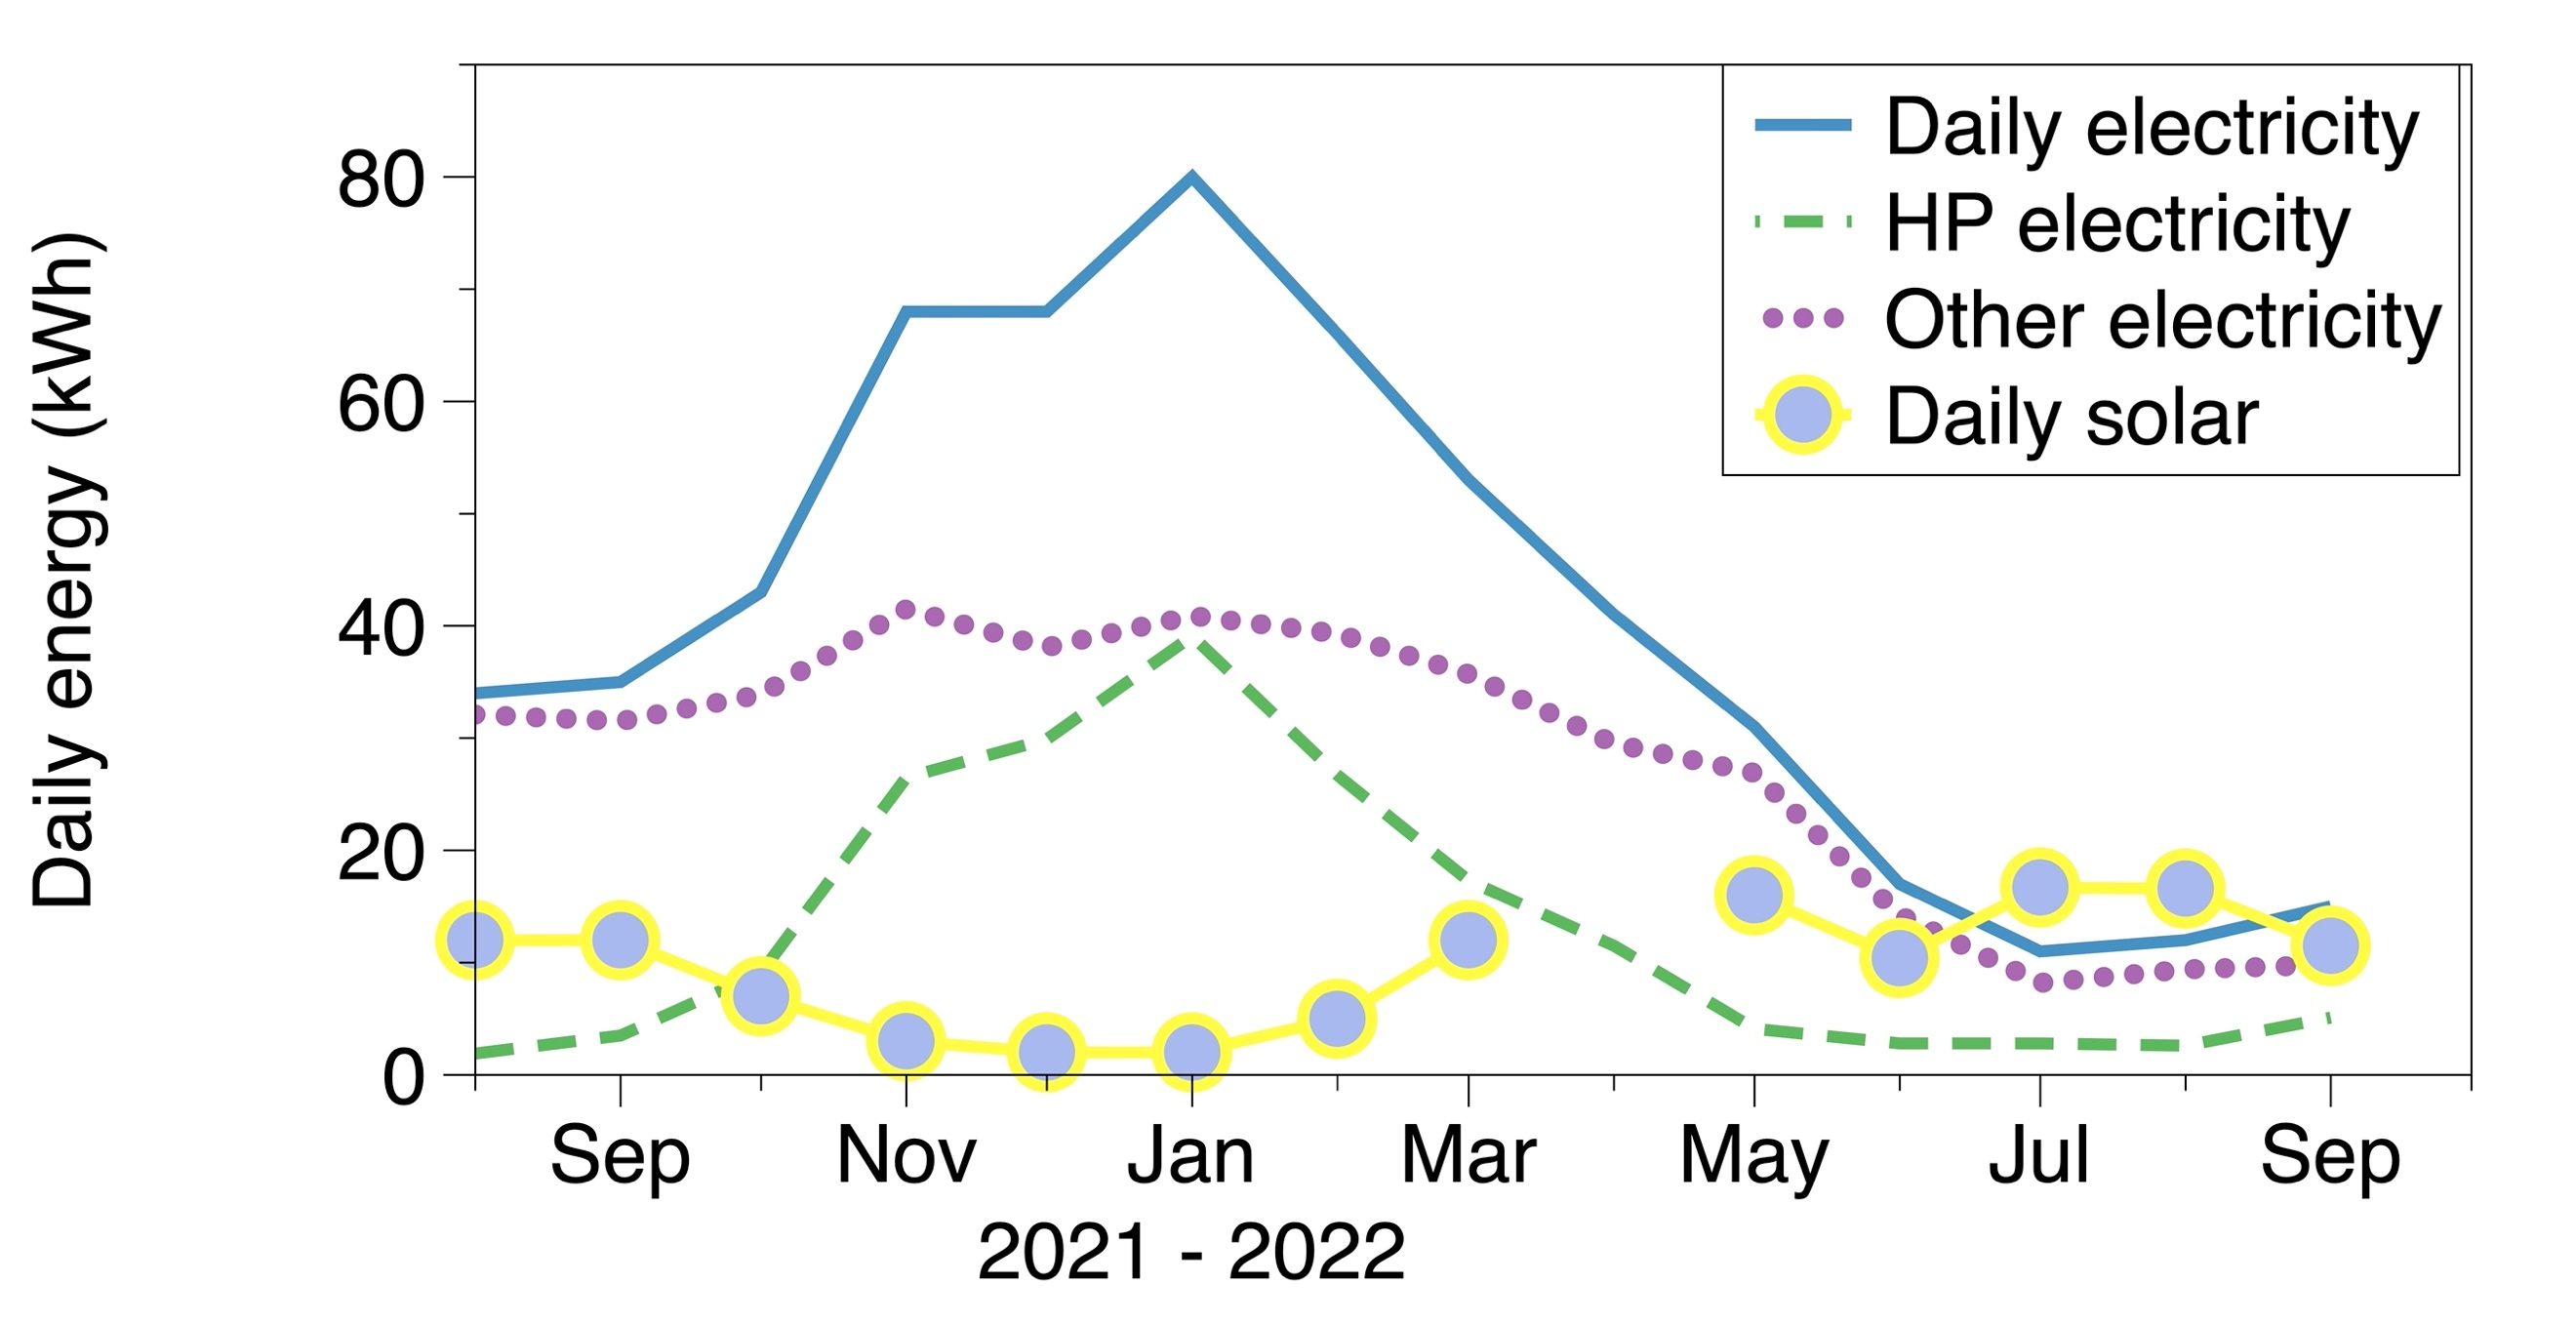 Daily energy (kWh)
80
60
40
20
0
Daily electricity
HP electricity
Other electricity
Daily solar
Sep Nov Jan Mar May Jul Sep
2021 - 2022